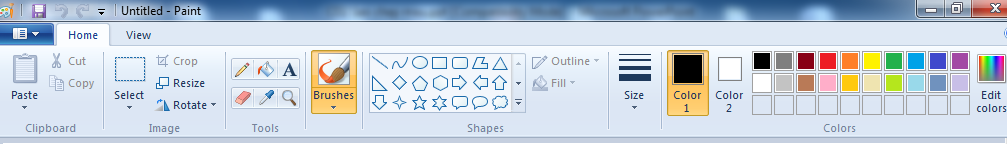 Untitled - Paint
Home View
Paste
Cut
Copy
Clipboard
Select
Crop
Resize
Rotate
Image
A
Tools
Brushes
Shapes
Outline
Fill
Size
Color
1
Color
2
Colors
Edit
colors